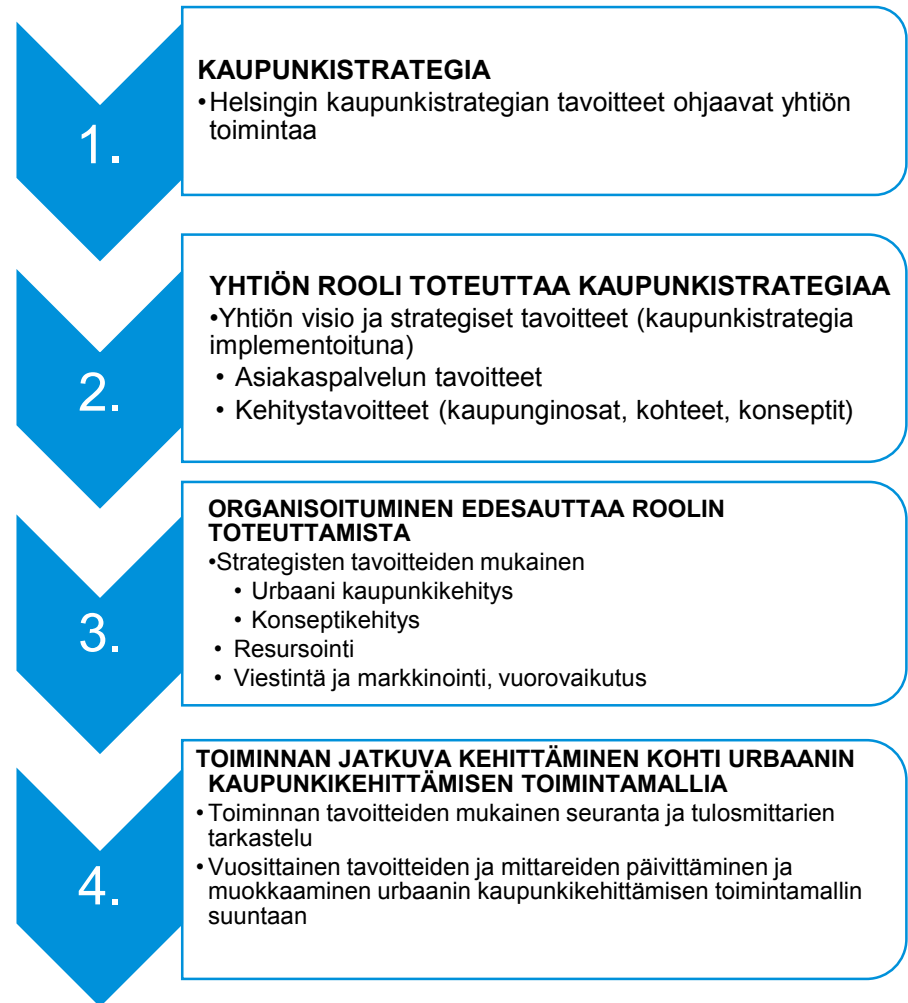 1.
KAUPUNKISTRATEGIA
•Helsingin kaupunkistrategian tavoitteet ohjaavat yhtiön
toimintaa
2.
YHTIÖN ROOLI TOTEUTTAA KAUPUNKISTRATEGIAA
•Yhtiön visio ja strategiset tavoitteet (kaupunkistrategia
implementoituna)
• Asiakaspalvelun tavoitteet
• Kehitystavoitteet (kaupunginosat, kohteet, konseptit)
3.
ORGANISOITUMINEN EDESAUTTAA ROOLIN
TOTEUTTAMISTA
•Strategisten tavoitteiden mukainen
• Urbaani kaupunkikehitys
• Konseptikehitys
• Resursointi
• Viestintä ja markkinointi, vuorovaikutus
4.
TOIMINNAN JATKUVA KEHITTÄMINEN KOHTI URBAANIN
KAUPUNKIKEHITTÄMISEN TOIMINTAMALLIA
• Toiminnan tavoitteiden mukainen seuranta ja tulosmittarien
tarkastelu
• Vuosittainen tavoitteiden ja mittareiden päivittäminen ja
muokkaaminen urbaanin kaupunkikehittämisen toimintamallin
suuntaan